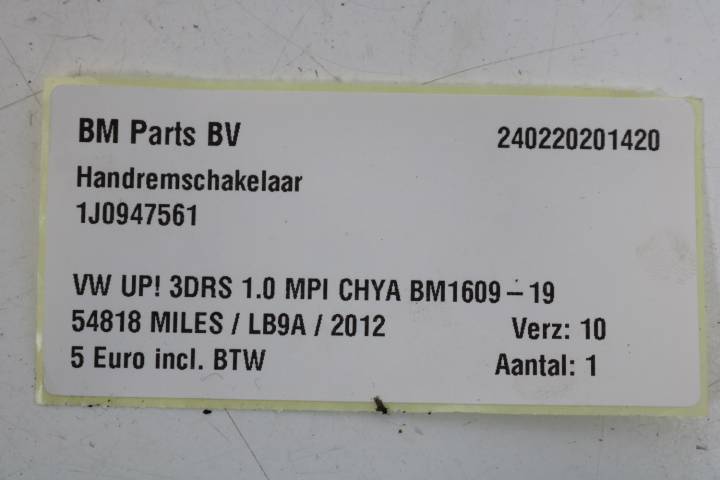 BM Parts BV 240220201420
Handremschakelaar
1J0947561
VW UP! 3DRS 1.0 MPI CHYA BM1609 – 19
54818 MILES / LB9A / 2012 Verz: 10
5 Euro incl. BTW Aantal: 1